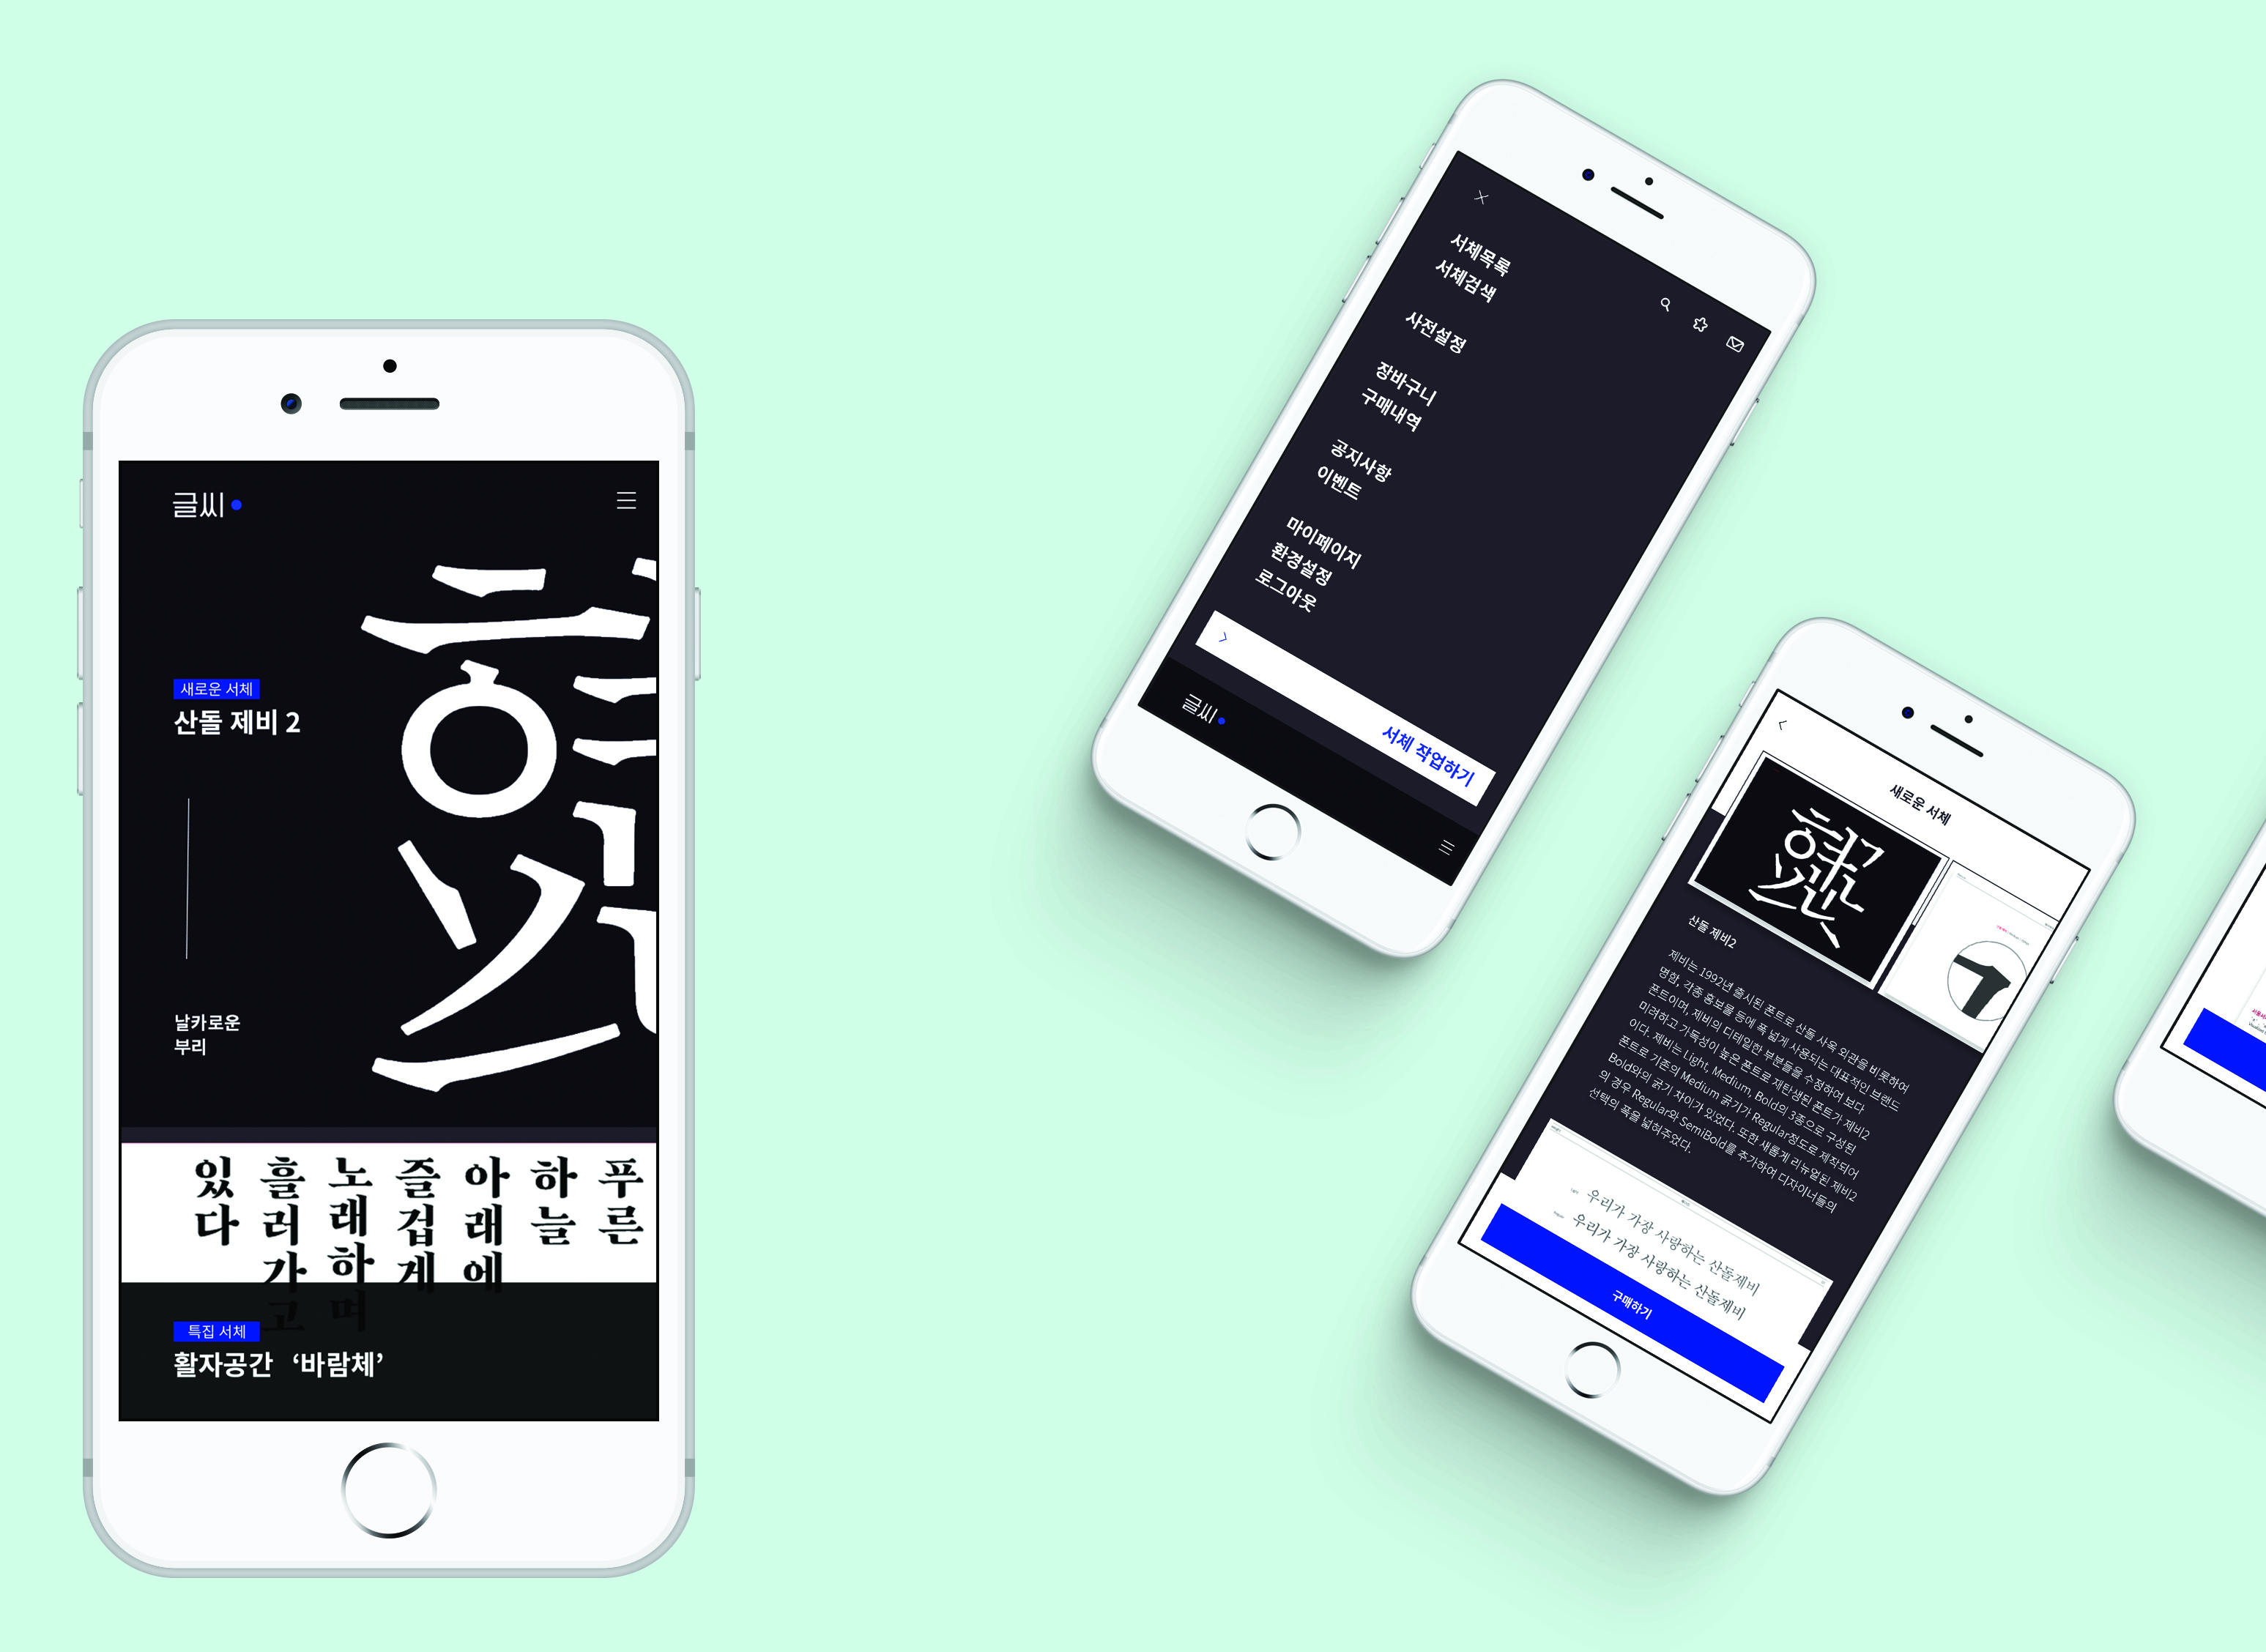 글씨
새로운 서체
산돌 제비 2
날카로운
부리
푸른
하늘
아래에
즐겁게
노래하며
흘러가고
있다
특집 서체
활자공간 ‘바람체’
서체목록
서체검색
사전설정
장바구니
구매내역
공지사항
이벤트
마이페이지
환경설정
로그아웃
서체 작업하기
글씨
새로운 서체
산돌 제비2
제비는 1992년 출시된 폰트로 산돌 사옥 외관을 비롯하여
명함, 각종 홍보물 등에 폭 넓게 사용되는 대표적인 브랜드
폰트이며, 제비의 디테일한 부분들을 수정하여 보다
미려하고 가독성이 높은 폰트로 재탄생된 폰트가 제비2
이다. 제비는 Light, Medium, Bold의 3종으로 구성된
폰트로 기존의 Medium 굵기가 Regular정도로 제작되어
Bold와의 굵기 차이가 있었다. 또한 새롭게 리뉴얼된 제비2
의 경우 Regular와 SemiBold를 추가하여 디자이너들의
선택의 폭을 넓혀주었다.
Light
우리가 가장 사랑하는 산돌제비
Regular
우리가 가장 사랑하는 산돌제비
구매하기